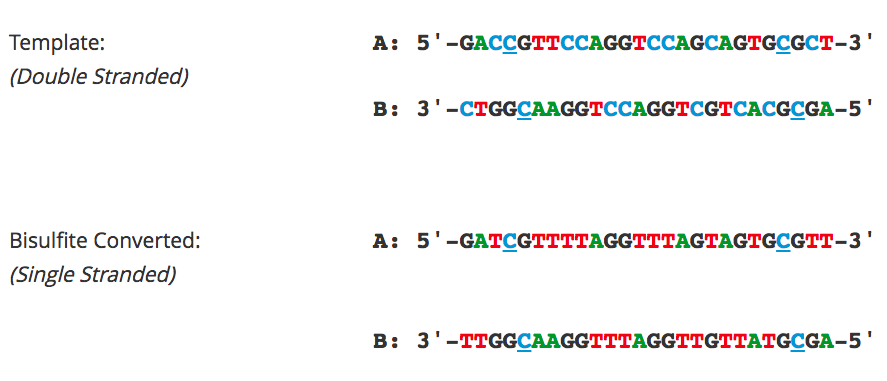 Template: A: 5'-GACCGTTCCAGGTCCAGCAGTGCGCT-3'
(Double Stranded)
B: 3'-CTGGCAAGGTCCAGGTCGTCACGCGA-5'
Bisulfite Converted: A: 5'-GATCGTTTTAGGTTTAGTAGTGCGTT-3'
(Single Stranded)
B: 3'-TTGGCAAGGTTTAGGTTGTTATGCGA-5'